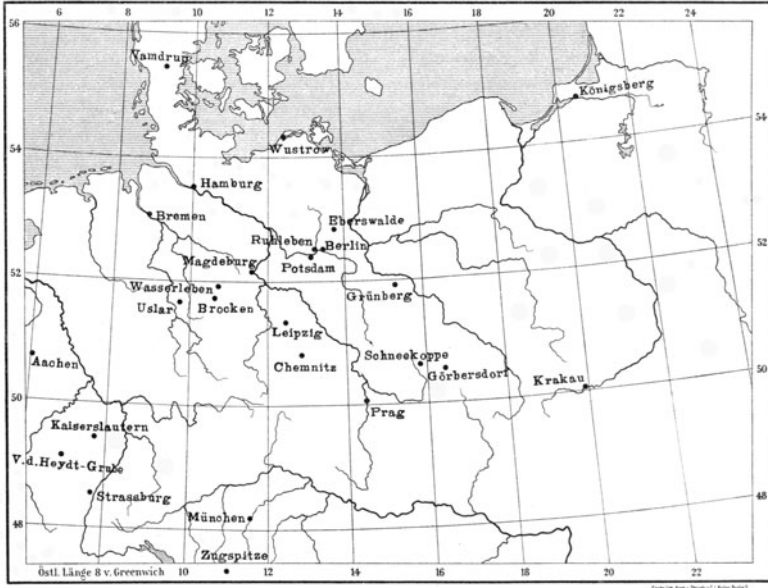 56 6 8 10 12 14 16 18 20 22 24
Vamdrup
Königsberg
54
Wustrow
54
Hamburg
Bremen
Eberswalde
Ruhleben Berlin
Potsdam
Magdeburg
52
52
Wasserleben
Grünberg
Uslar Brocken
Leipzig
Aachen
Chemnitz
Schneekoppe
Görbersdorf
Krakau
50
50
Prag
Kaiserslautern
V.d.Heydt-Grube
Strassburg
48
48
München
Zugspitze
Östl. Länge 8 v. Greenwich 10 12 14 16 18 20 22